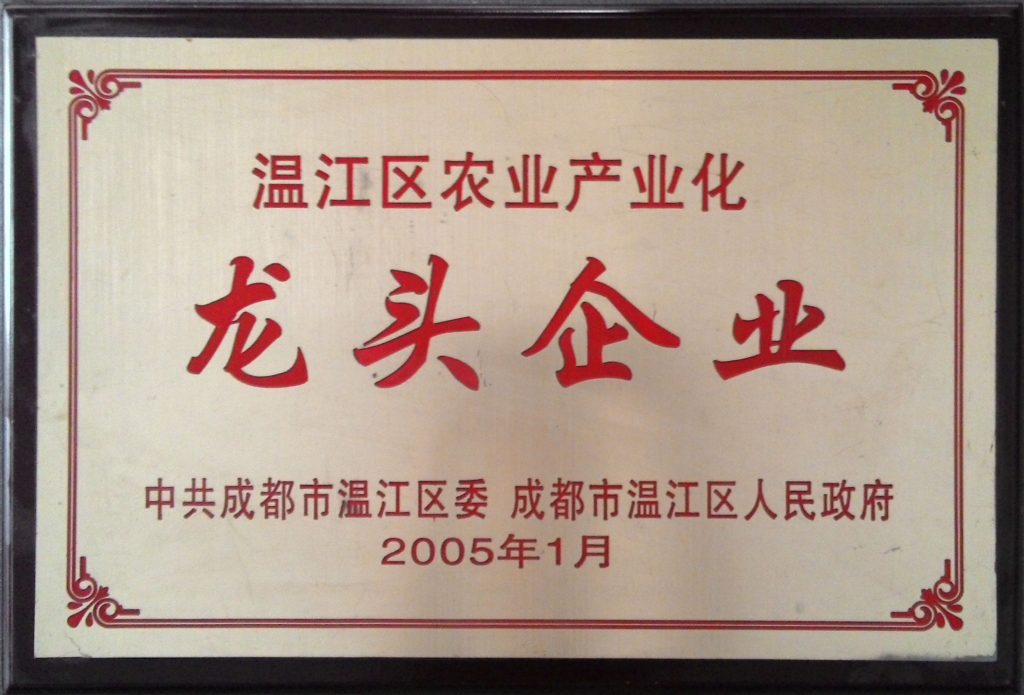 温江区农业产业化
龙头企业
中共成都市温江区委 成都市温江区人民政府
2005年1月